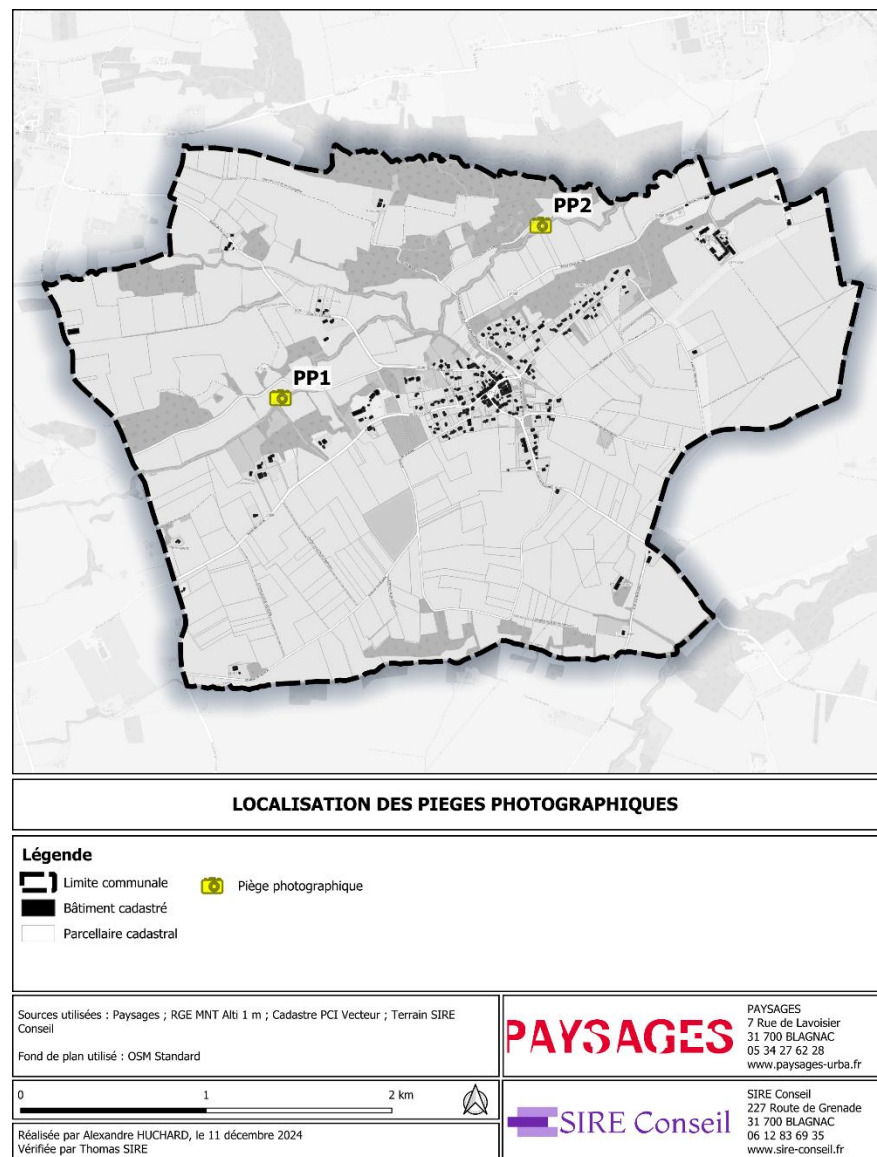 PP2
PP1
LOCALISATION DES PIEGES PHOTOGRAPHIQUES
Légende
Limite communale
Piège photographique
Bâtiment cadastré
Parcellaire cadastral
Sources utilisées : Paysages ; RGE MNT Alti 1 m ; Cadastre PCI Vecteur ; Terrain SIRE
Conseil
Fond de plan utilisé : OSM Standard
PAYSAGES
PAYSAGES
7 Rue de Lavoisier
31 700 BLAGNAC
05 34 27 62 28
www.paysages-urba.fr
0 1 2 km
SIRE Conseil
SIRE Conseil
227 Route de Grenade
31 700 BLAGNAC
06 12 83 69 35
www.sire-conseil.fr
Réalisée par Alexandre HUCHARD, le 11 décembre 2024
Vérifiée par Thomas SIRE